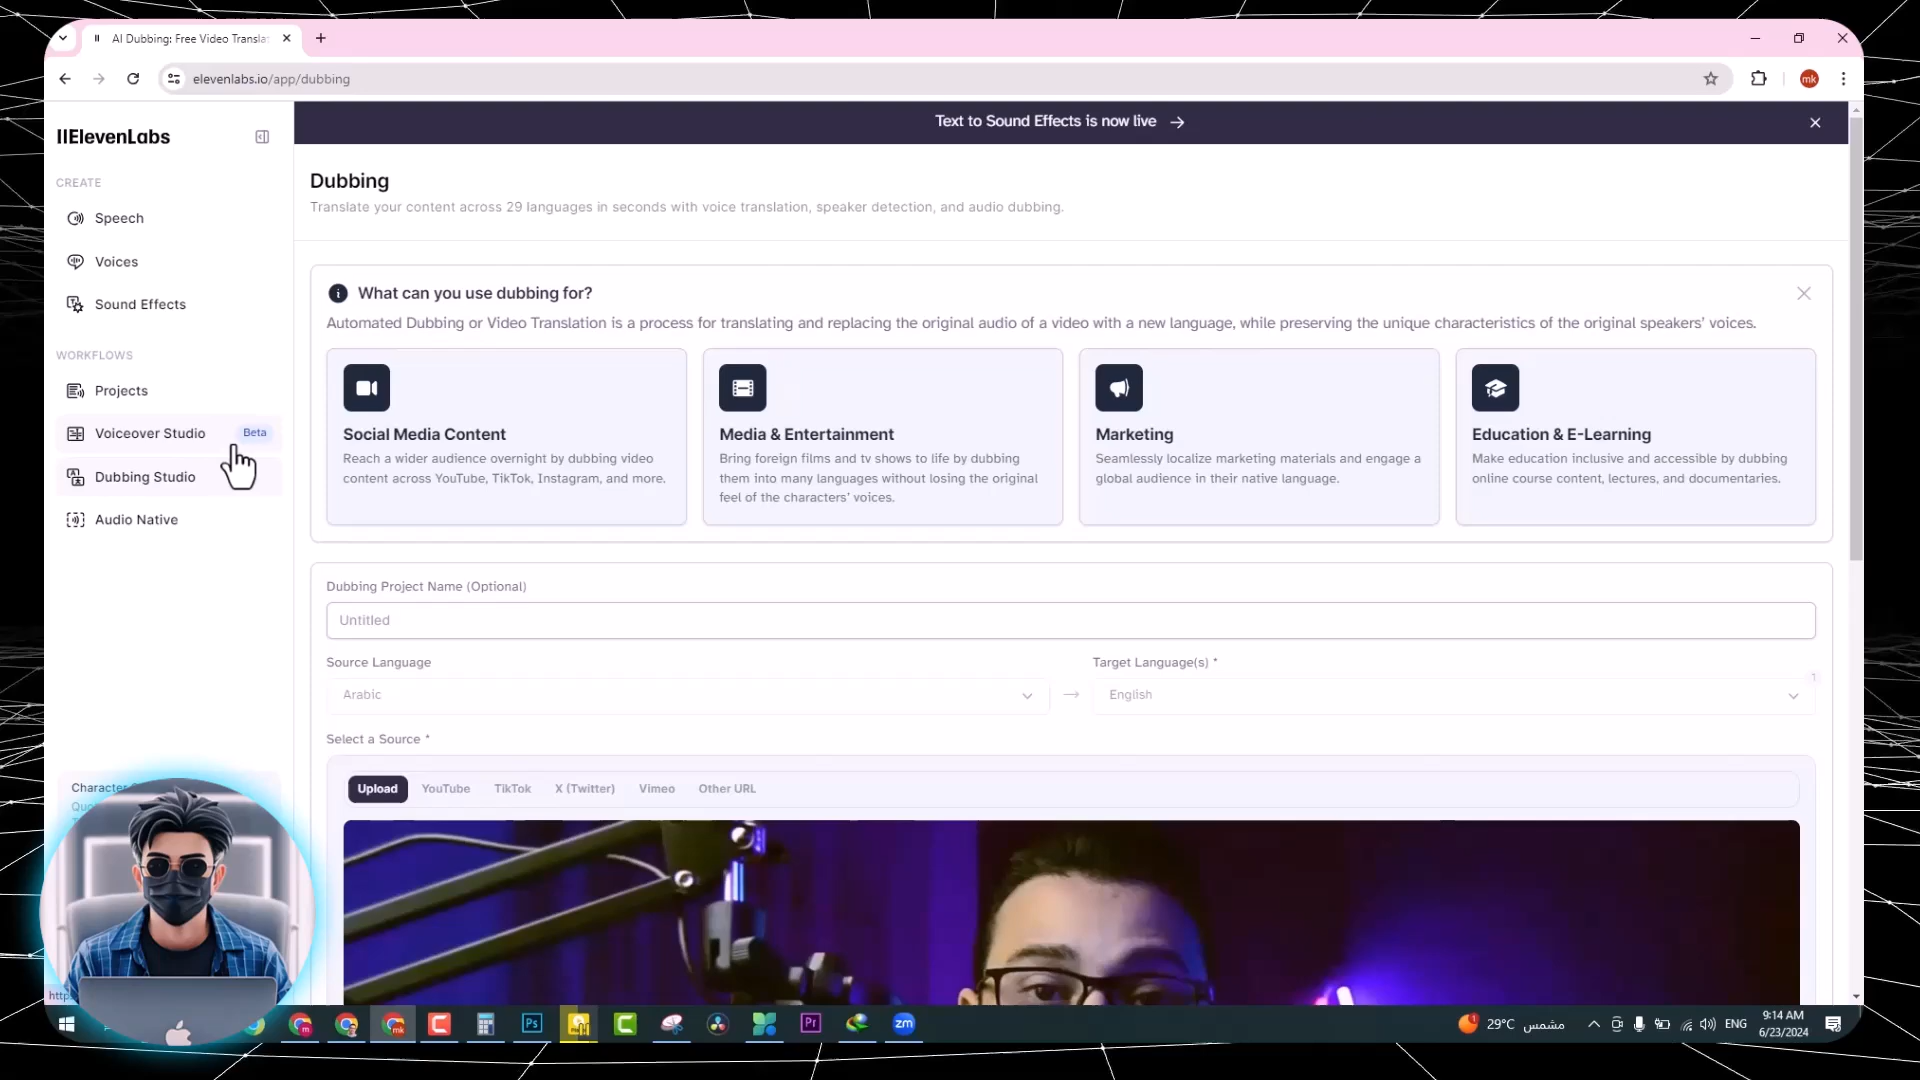 AI Dubbing: Free Video Transla
elevenlabs.io/app/dubbing
mk
IIElevenLabs
Text to Sound Effects is now live →
CREATE
Speech
Voices
Sound Effects
WORKFLOWS
Projects
Voiceover Studio Beta
Dubbing Studio
Audio Native
Dubbing
Translate your content across 29 languages in seconds with voice translation, speaker detection, and audio dubbing.
What can you use dubbing for?
Automated Dubbing or Video Translation is a process for translating and replacing the original audio of a video with a new language, while preserving the unique characteristics of the original speakers’ voices.
Social Media Content
Reach a wider audience overnight by dubbing video
content across YouTube, TikTok, Instagram, and more.
Media & Entertainment
Bring foreign films and tv shows to life by dubbing
them into many languages without losing the original
feel of the characters’ voices.
Marketing
Seamlessly localize marketing materials and engage a
global audience in their native language.
Education & E-Learning
Make education inclusive and accessible by dubbing
online course content, lectures, and documentaries.
Dubbing Project Name (Optional)
Untitled
Source Language
Target Language(s) *
1
Arabic
→ English
Select a Source *
Upload YouTube TikTok X (Twitter) Vimeo Other URL
Character
Ps
Pr
zm
1
29°C مشمس
ENG
9:14 AM
6/23/2024